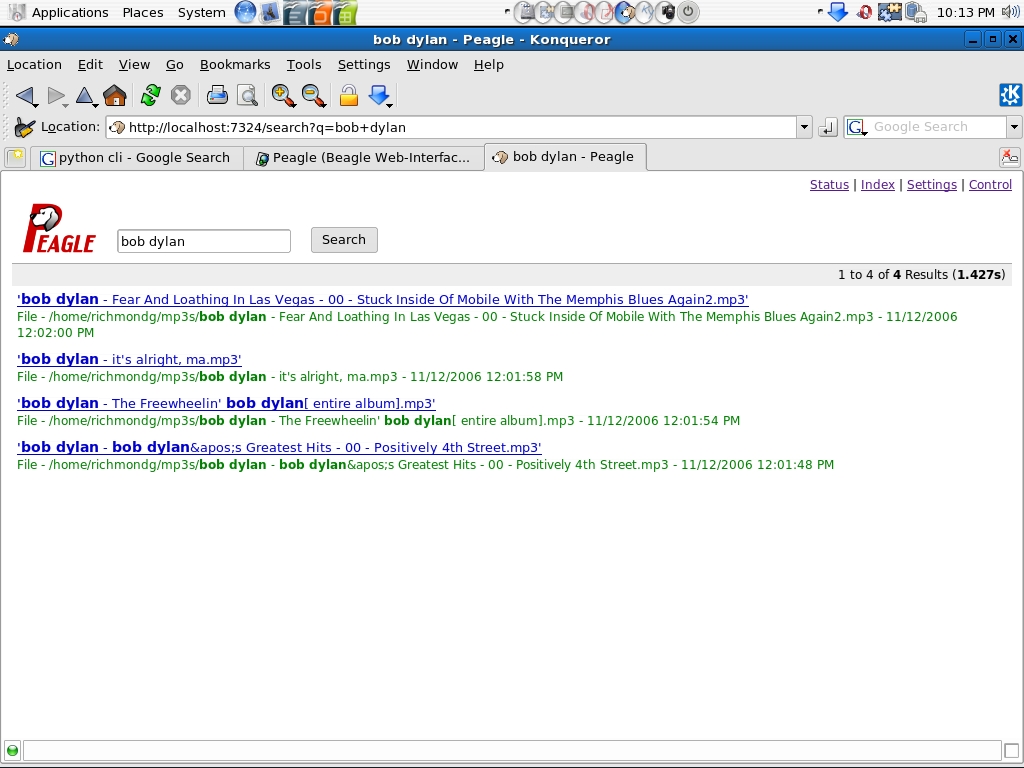 Applications Places System 10:13 PM
bob dylan - Peagle - Konqueror
Location Edit View Go Bookmarks Tools Settings Window Help
Location: http://localhost:7324/search?q=bob+dylan Google Search
python cli - Google Search Peagle (Beagle Web-Interfac... bob dylan - Peagle
Status | Index | Settings | Control
PEAGLE bob dylan Search
1 to 4 of 4 Results (1.427s)
'bob dylan - Fear And Loathing In Las Vegas - 00 - Stuck Inside Of Mobile With The Memphis Blues Again2.mp3'
File - /home/richmondg/mp3s/bob dylan - Fear And Loathing In Las Vegas - 00 - Stuck Inside Of Mobile With The Memphis Blues Again2.mp3 - 11/12/2006
12:02:00 PM
'bob dylan - it's alright, ma.mp3'
File - /home/richmondg/mp3s/bob dylan - it's alright, ma.mp3 - 11/12/2006 12:01:58 PM
'bob dylan - The Freewheelin' bob dylan[ entire album].mp3'
File - /home/richmondg/mp3s/bob dylan - The Freewheelin' bob dylan[ entire album].mp3 - 11/12/2006 12:01:54 PM
'bob dylan - bob dylan&apos;s Greatest Hits - 00 - Positively 4th Street.mp3'
File - /home/richmondg/mp3s/bob dylan - bob dylan&apos;s Greatest Hits - 00 - Positively 4th Street.mp3 - 11/12/2006 12:01:48 PM